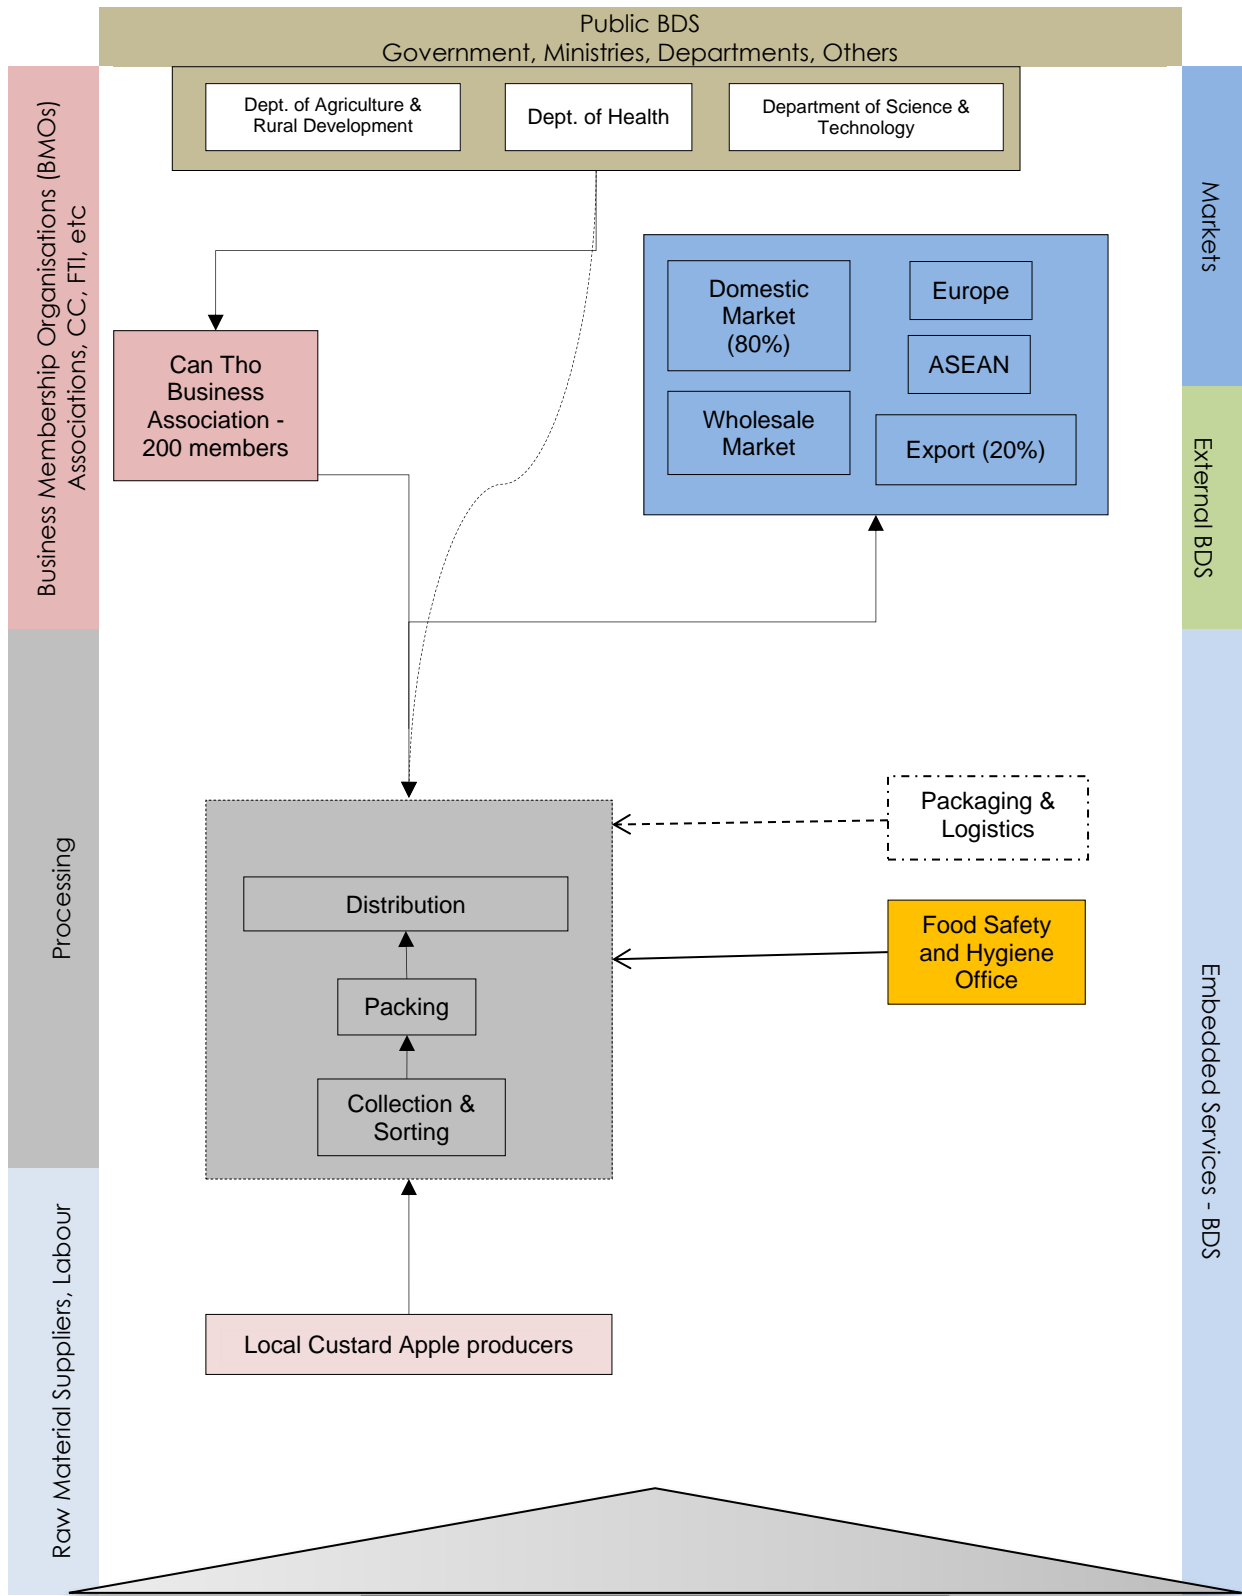 Public BDS
Government, Ministries, Departments, Others
Dept. of Agriculture &
Rural Development
Dept. of Health
Department of Science &
Technology
Business Membership Organisations (BMOs)
Associations, CC, FTI, etc
Markets
Domestic
Market
(80%)
Europe
ASEAN
Wholesale
Market
Export (20%)
Can Tho
Business
Association -
200 members
External BDS
Processing
Packaging &
Logistics
Distribution
Food Safety
and Hygiene
Office
Packing
Collection &
Sorting
Embedded Services - BDS
Raw Material Suppliers, Labour
Local Custard Apple producers